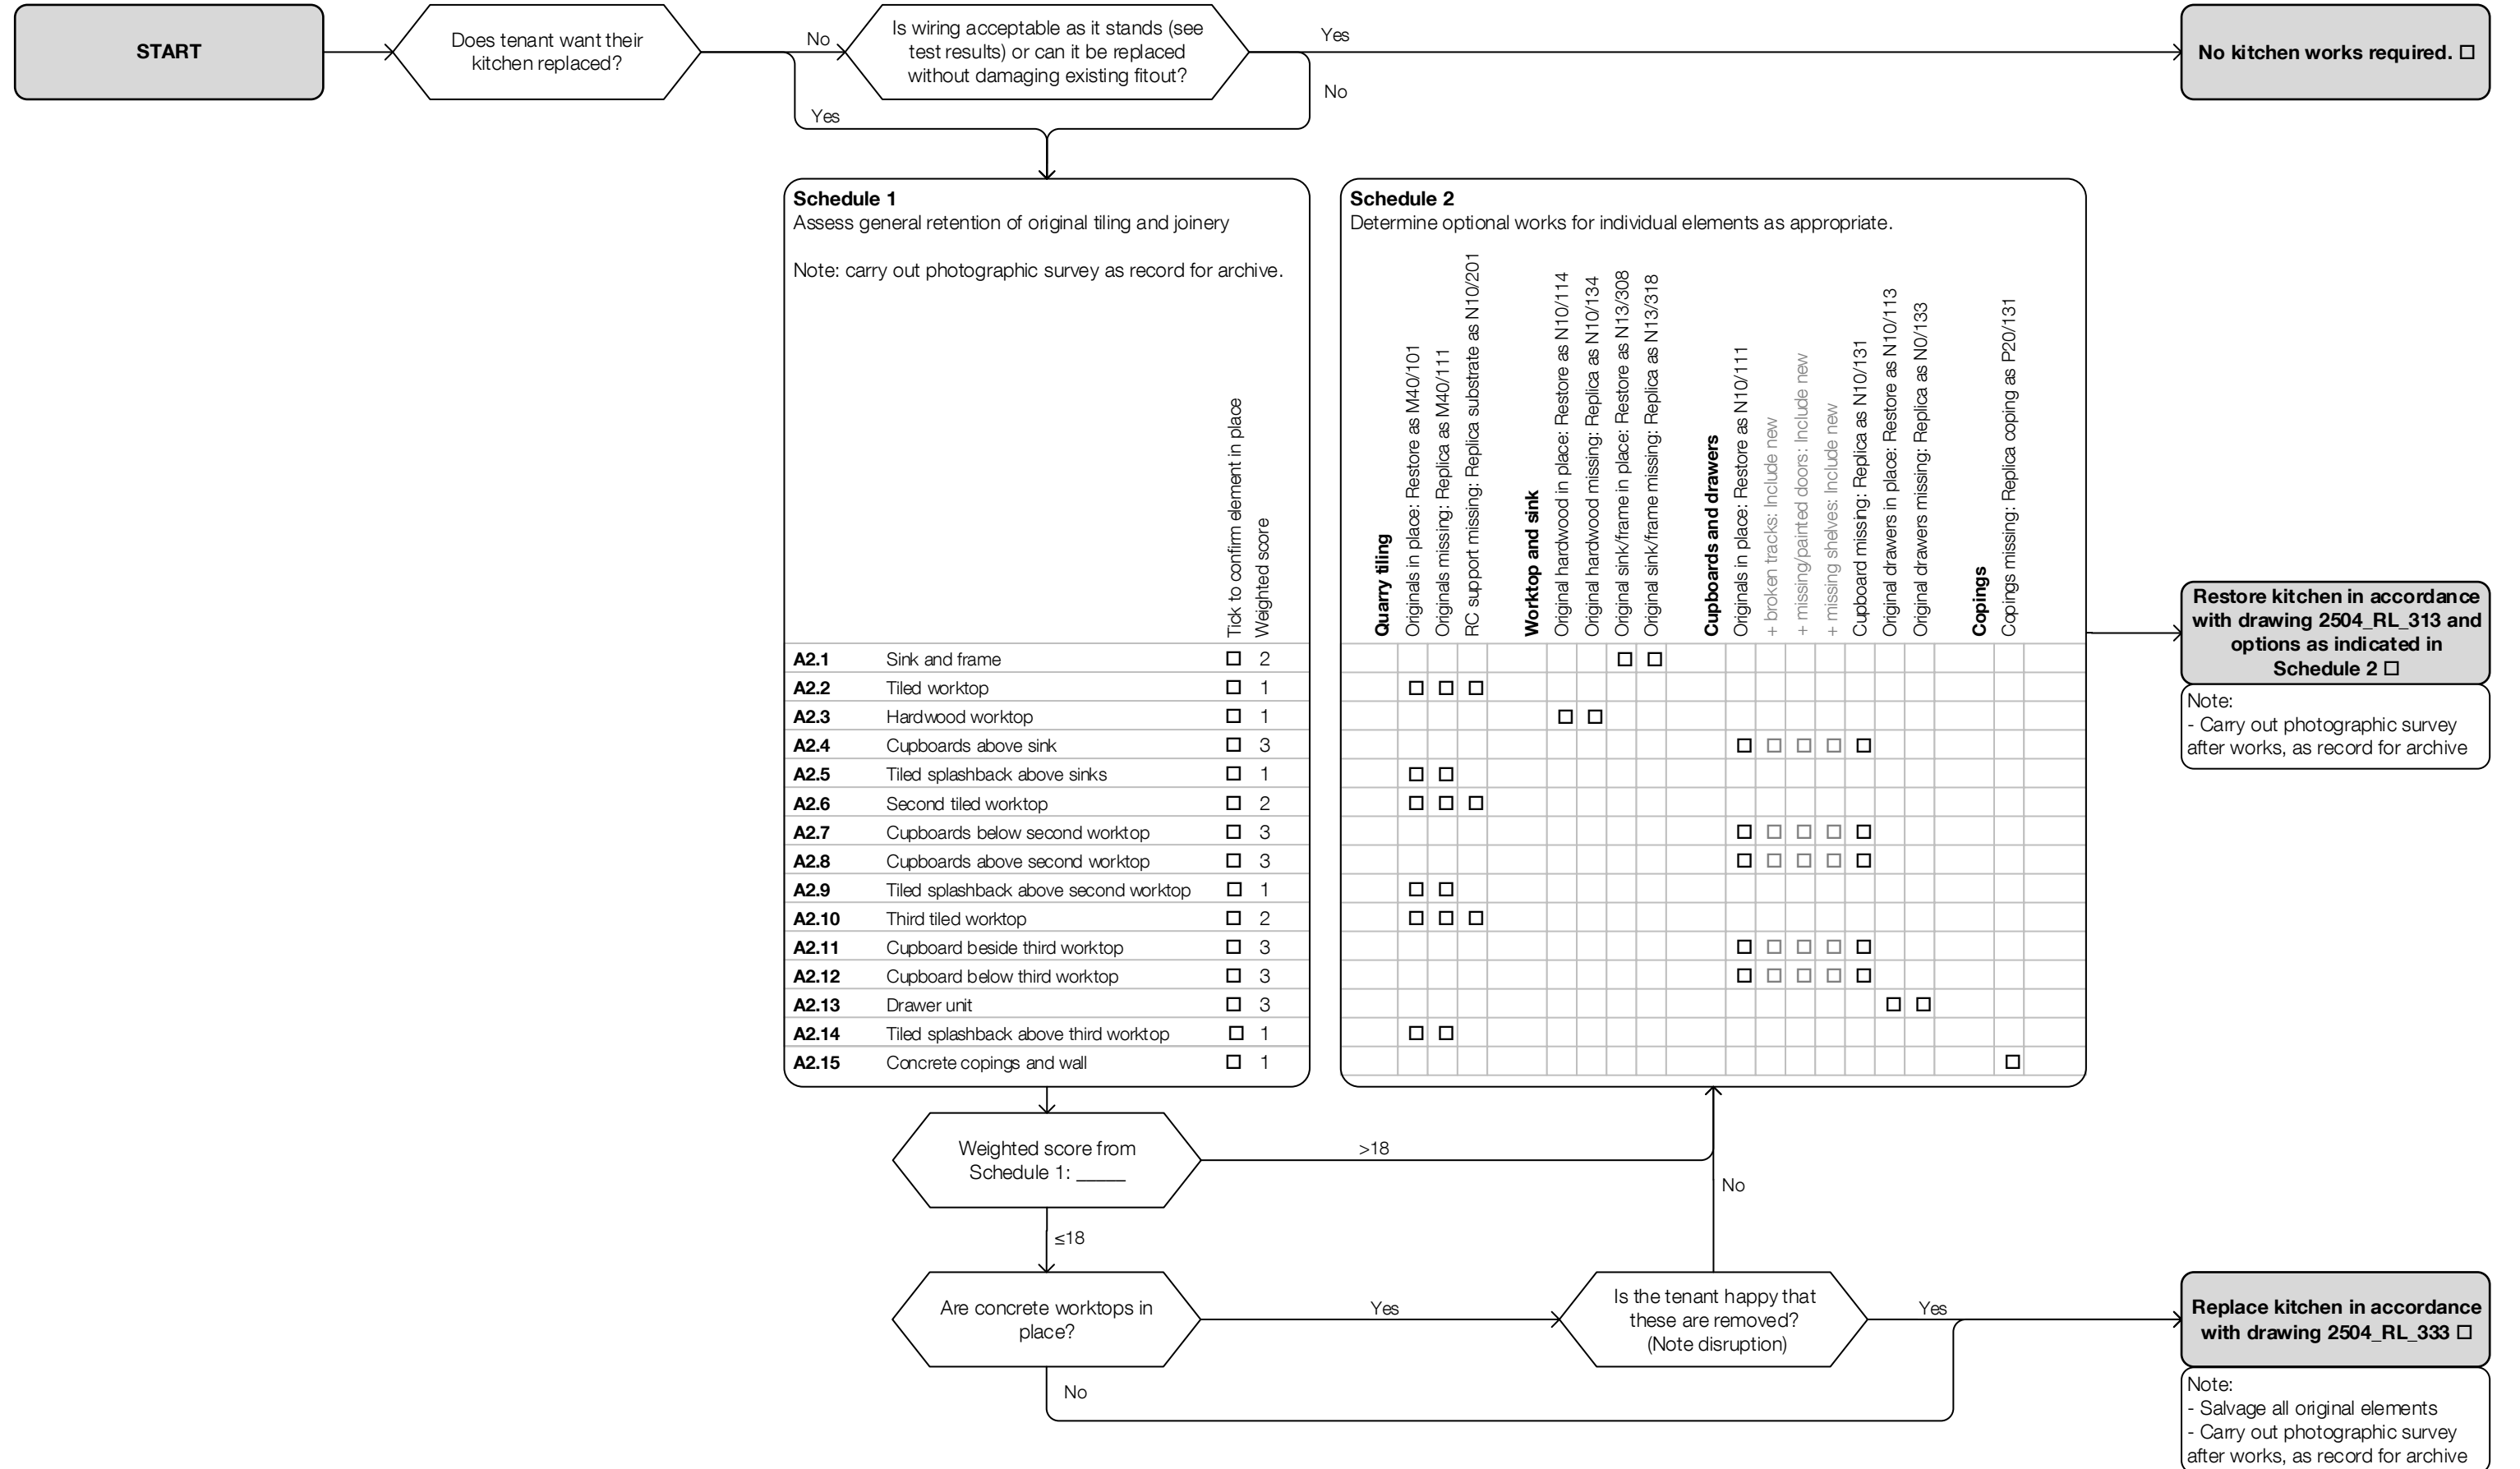 START
Does tenant want their
kitchen replaced?
No
Yes
Is wiring acceptable as it stands (see
test results) or can it be replaced
without damaging existing fitout?
Yes
No
No kitchen works required. ☐
Schedule 1
Assess general retention of original tiling and joinery
Note: carry out photographic survey as record for archive.
Tick to confirm element in place
Weighted score
A2.1 Sink and frame ☐ 2
A2.2 Tiled worktop ☐ 1
A2.3 Hardwood worktop ☐ 1
A2.4 Cupboards above sink ☐ 3
A2.5 Tiled splashback above sinks ☐ 1
A2.6 Second tiled worktop ☐ 2
A2.7 Cupboards below second worktop ☐ 3
A2.8 Cupboards above second worktop ☐ 3
A2.9 Tiled splashback above second worktop ☐ 1
A2.10 Third tiled worktop ☐ 2
A2.11 Cupboard beside third worktop ☐ 3
A2.12 Cupboard below third worktop ☐ 3
A2.13 Drawer unit ☐ 3
A2.14 Tiled splashback above third worktop ☐ 1
A2.15 Concrete copings and wall ☐ 1
Schedule 2
Determine optional works for individual elements as appropriate.
Quarry tiling
Originals in place: Restore as M40/101
Originals missing: Replica as M40/111
RC support missing: Replica substrate as N10/201
Worktop and sink
Original hardwood in place: Restore as N10/114
Original hardwood missing: Replica as N10/134
Original sink/frame in place: Restore as N13/308
Original sink/frame missing: Replica as N13/318
Cupboards and drawers
Originals in place: Restore as N10/111
+ broken tracks: Include new
+ missing/painted doors: Include new
+ missing shelves: Include new
Cupboard missing: Replica as N10/131
Original drawers in place: Restore as N10/113
Original drawers missing: Replica as N0/133
Copings
Copings missing: Replica coping as P20/131
Restore kitchen in accordance
with drawing 2504_RL_313 and
options as indicated in
Schedule 2 ☐
Note:
- Carry out photographic survey
after works, as record for archive
Weighted score from
Schedule 1: _____
>18
≤18
Are concrete worktops in
place?
Yes
No
Is the tenant happy that
these are removed?
(Note disruption)
No
Yes
Replace kitchen in accordance
with drawing 2504_RL_333 ☐
Note:
- Salvage all original elements
- Carry out photographic survey
after works, as record for archive